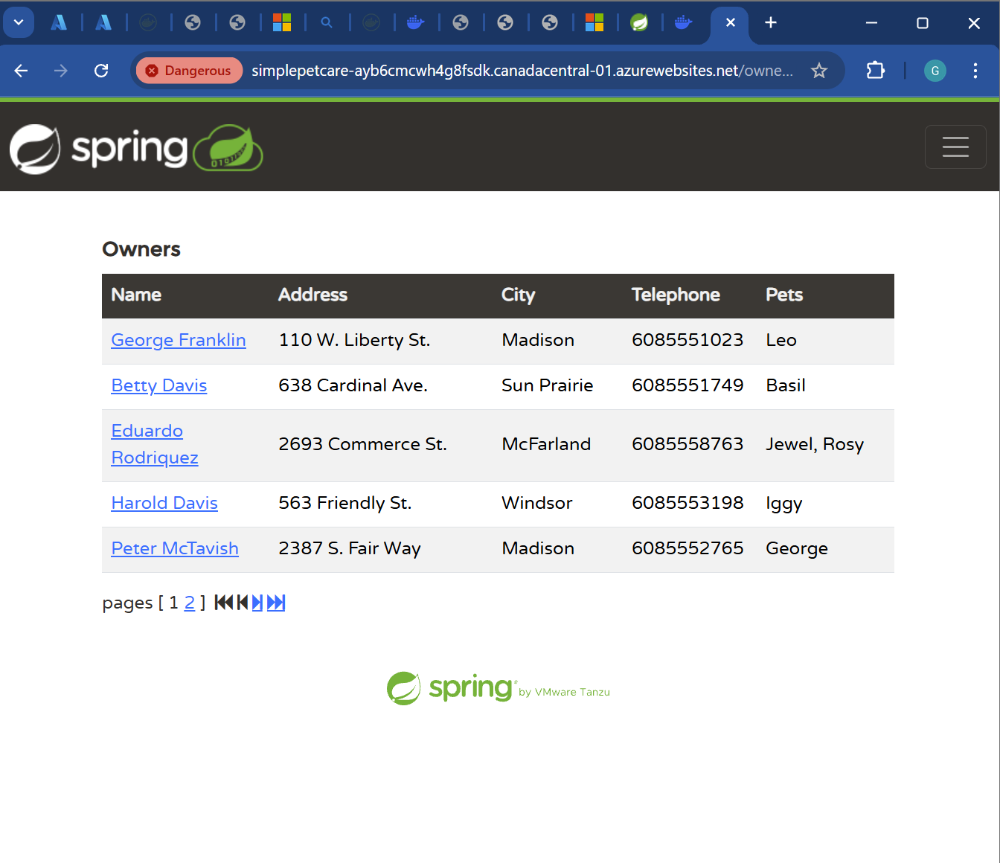 Dangerous simplepetcare-ayb6cmcwh4g8fsdk.canadacentral-01.azurewebsites.net/owne...
G
spring
Owners
Name Address City Telephone Pets
George Franklin 110 W. Liberty St. Madison 6085551023 Leo
Betty Davis 638 Cardinal Ave. Sun Prairie 6085551749 Basil
Eduardo
Rodriquez 2693 Commerce St. McFarland 6085558763 Jewel, Rosy
Harold Davis 563 Friendly St. Windsor 6085553198 Iggy
Peter McTavish 2387 S. Fair Way Madison 6085552765 George
pages [ 1 2 ]
spring by VMware Tanzu